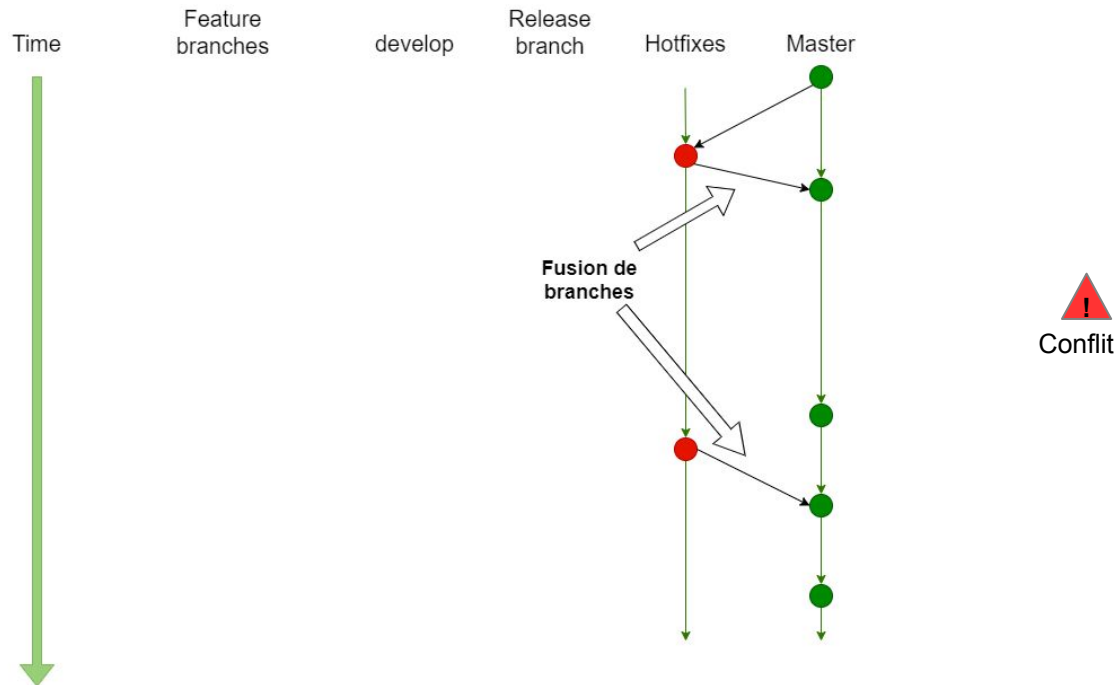 Time
Feature
branches
develop
Release
branch
Hotfixes
Master
Fusion de
branches
!
Conflit